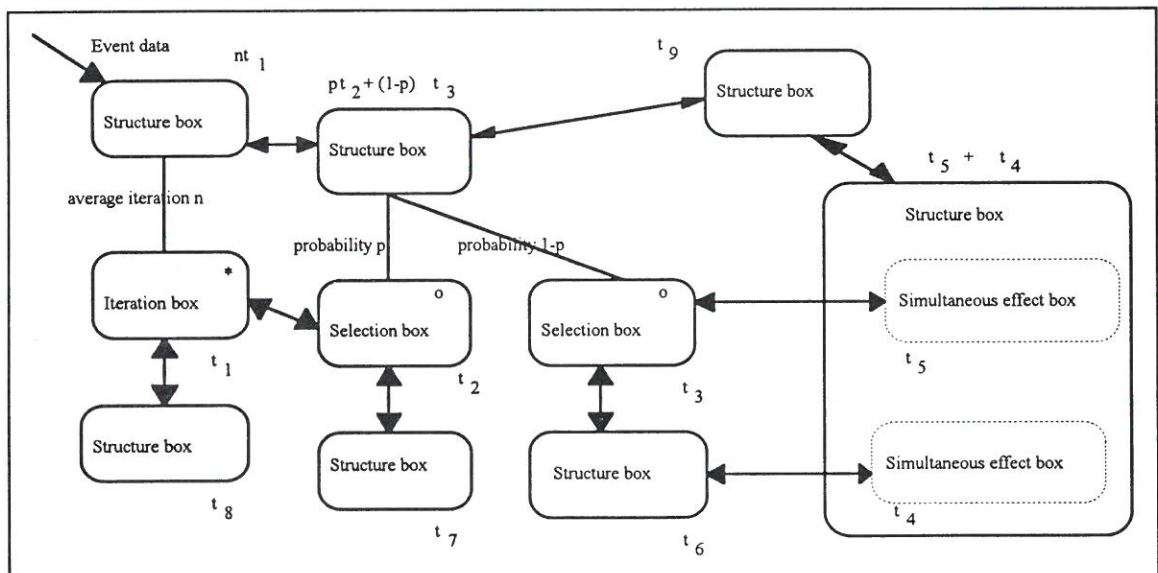 Event data
nt 1
Structure box
pt 2 + (1-p) t 3
Structure box
t 9
Structure box
t 5 + t 4
Structure box
average iteration n
probability p
probability 1-p
*
Iteration box
t 1
o
Selection box
t 2
o
Selection box
t 3
Simultaneous effect box
t 5
Structure box
t 8
Structure box
t 7
Structure box
t 6
Simultaneous effect box
t 4